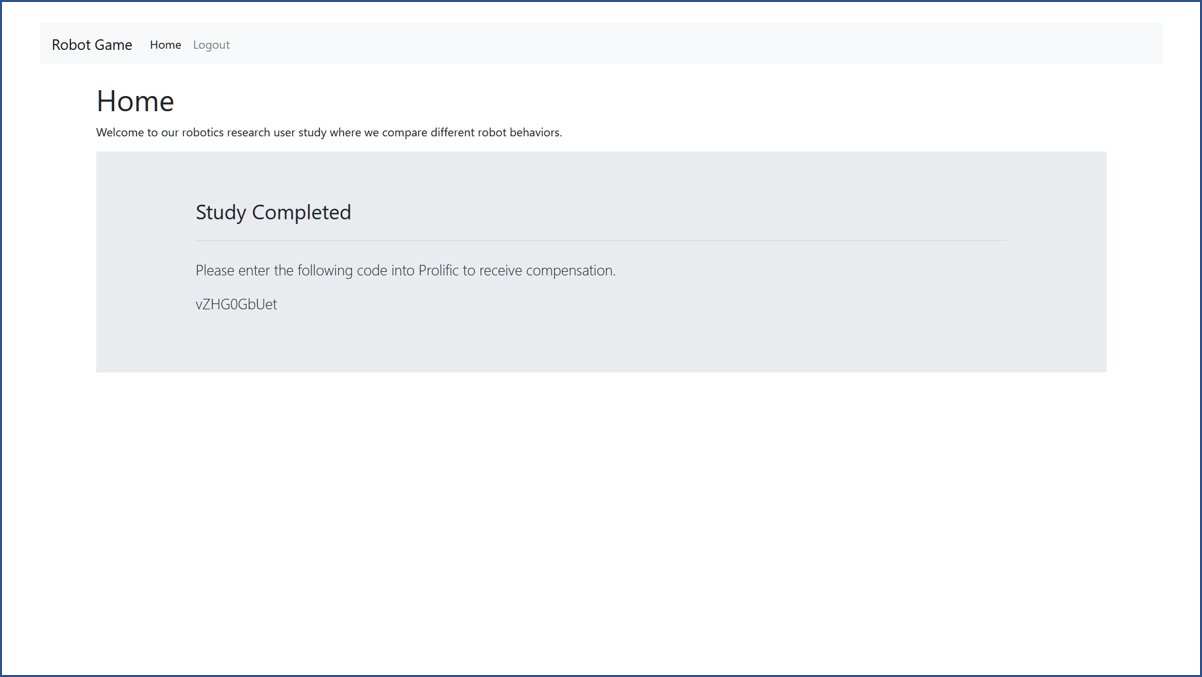 Robot Game Home Logout
Home
Welcome to our robotics research user study where we compare different robot behaviors.
Study Completed
Please enter the following code into Prolific to receive compensation.
vZHG0GbUet